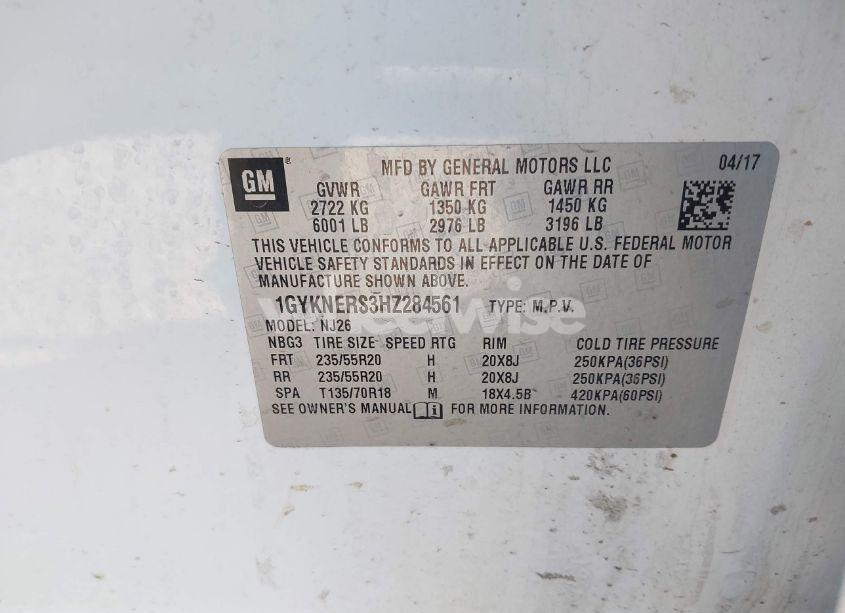 GM ®
MFD BY GENERAL MOTORS LLC 04/17
GVWR GAWR FRT GAWR RR
2722 KG 1350 KG 1450 KG
6001 LB 2976 LB 3196 LB
THIS VEHICLE CONFORMS TO ALL APPLICABLE U.S. FEDERAL MOTOR
VEHICLE SAFETY STANDARDS IN EFFECT ON THE DATE OF
MANUFACTURE SHOWN ABOVE.
1GYKNERS3HZ284561 TYPE: M.P.V.
wheelerwise
MODEL: NJ26
NBG3 TIRE SIZE SPEED RTG RIM COLD TIRE PRESSURE
FRT 235/55R20 H 20X8J 250KPA(36PSI)
RR 235/55R20 H 20X8J 250KPA(36PSI)
SPA T135/70R18 M 18X4.5B 420KPA(60PSI)
SEE OWNER'S MANUAL i FOR MORE INFORMATION.